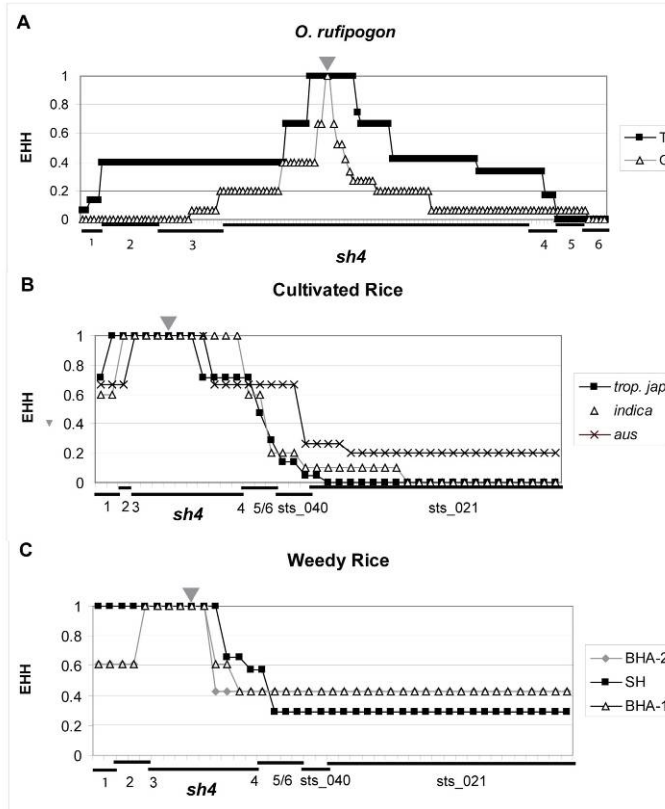 A
O. rufipogon
EHH
1
0.8
0.6
0.4
0.2
0
T
G
1 2 3 sh4 4 5 6
B
Cultivated Rice
EHH
1
0.8
0.6
0.4
0.2
0
trop. jap
indica
aus
1 2 3 sh4 4 5/6 sts_040 sts_021
C
Weedy Rice
EHH
1
0.8
0.6
0.4
0.2
0
BHA-2
SH
BHA-1
1 2 3 sh4 4 5/6 sts_040 sts_021